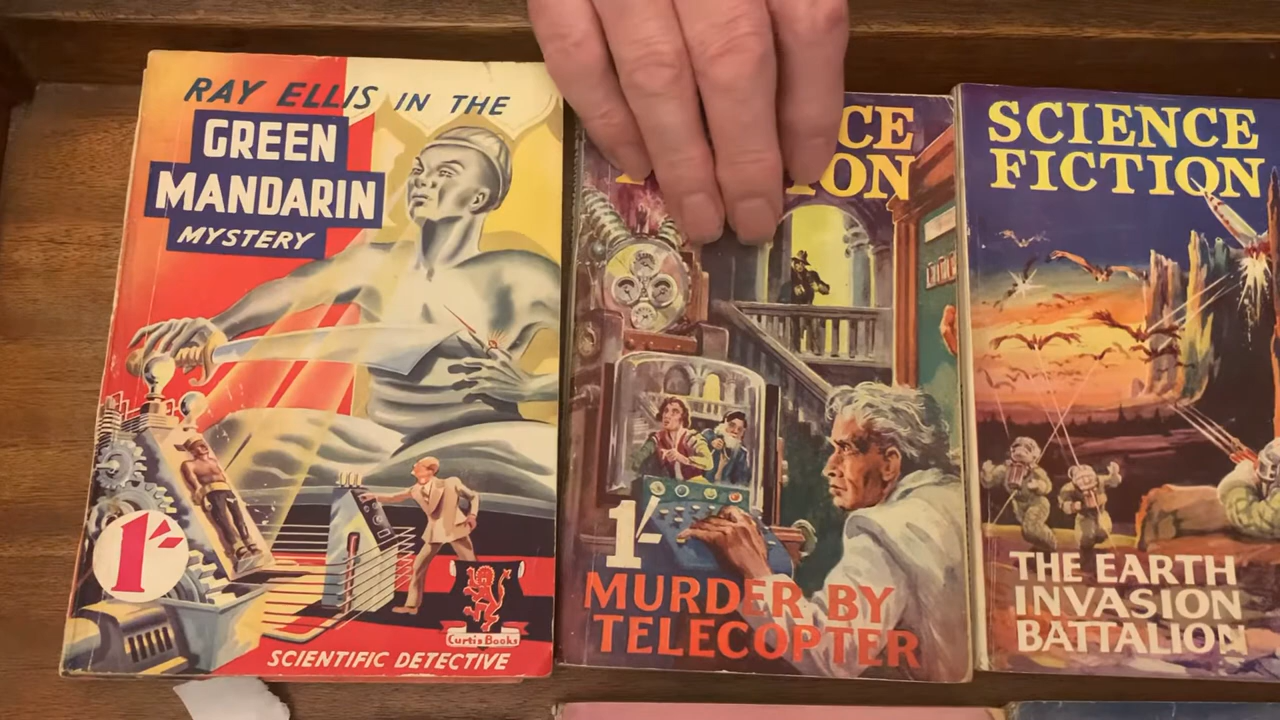 RAY ELLIS IN THE
GREEN
MANDARIN
MYSTERY
1/-
Curtis Books
SCIENTIFIC DETECTIVE
CE
ION
1/-
MURDER BY
TELECOPTER
SCIENCE
FICTION
THE EARTH
INVASION
BATTALION